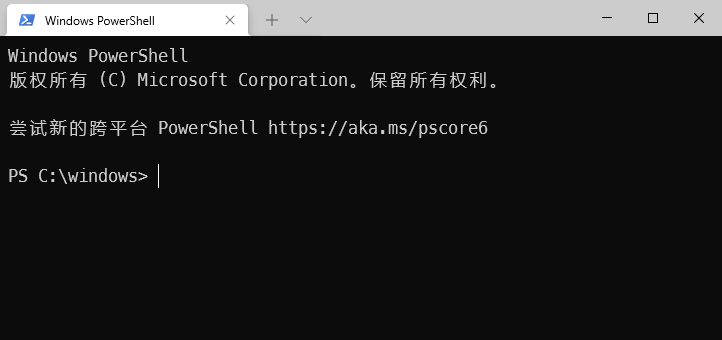 Windows PowerShell
Windows PowerShell
版权所有 (C) Microsoft Corporation。保留所有权利。
尝试新的跨平台 PowerShell https://aka.ms/pscore6
PS C:\windows>